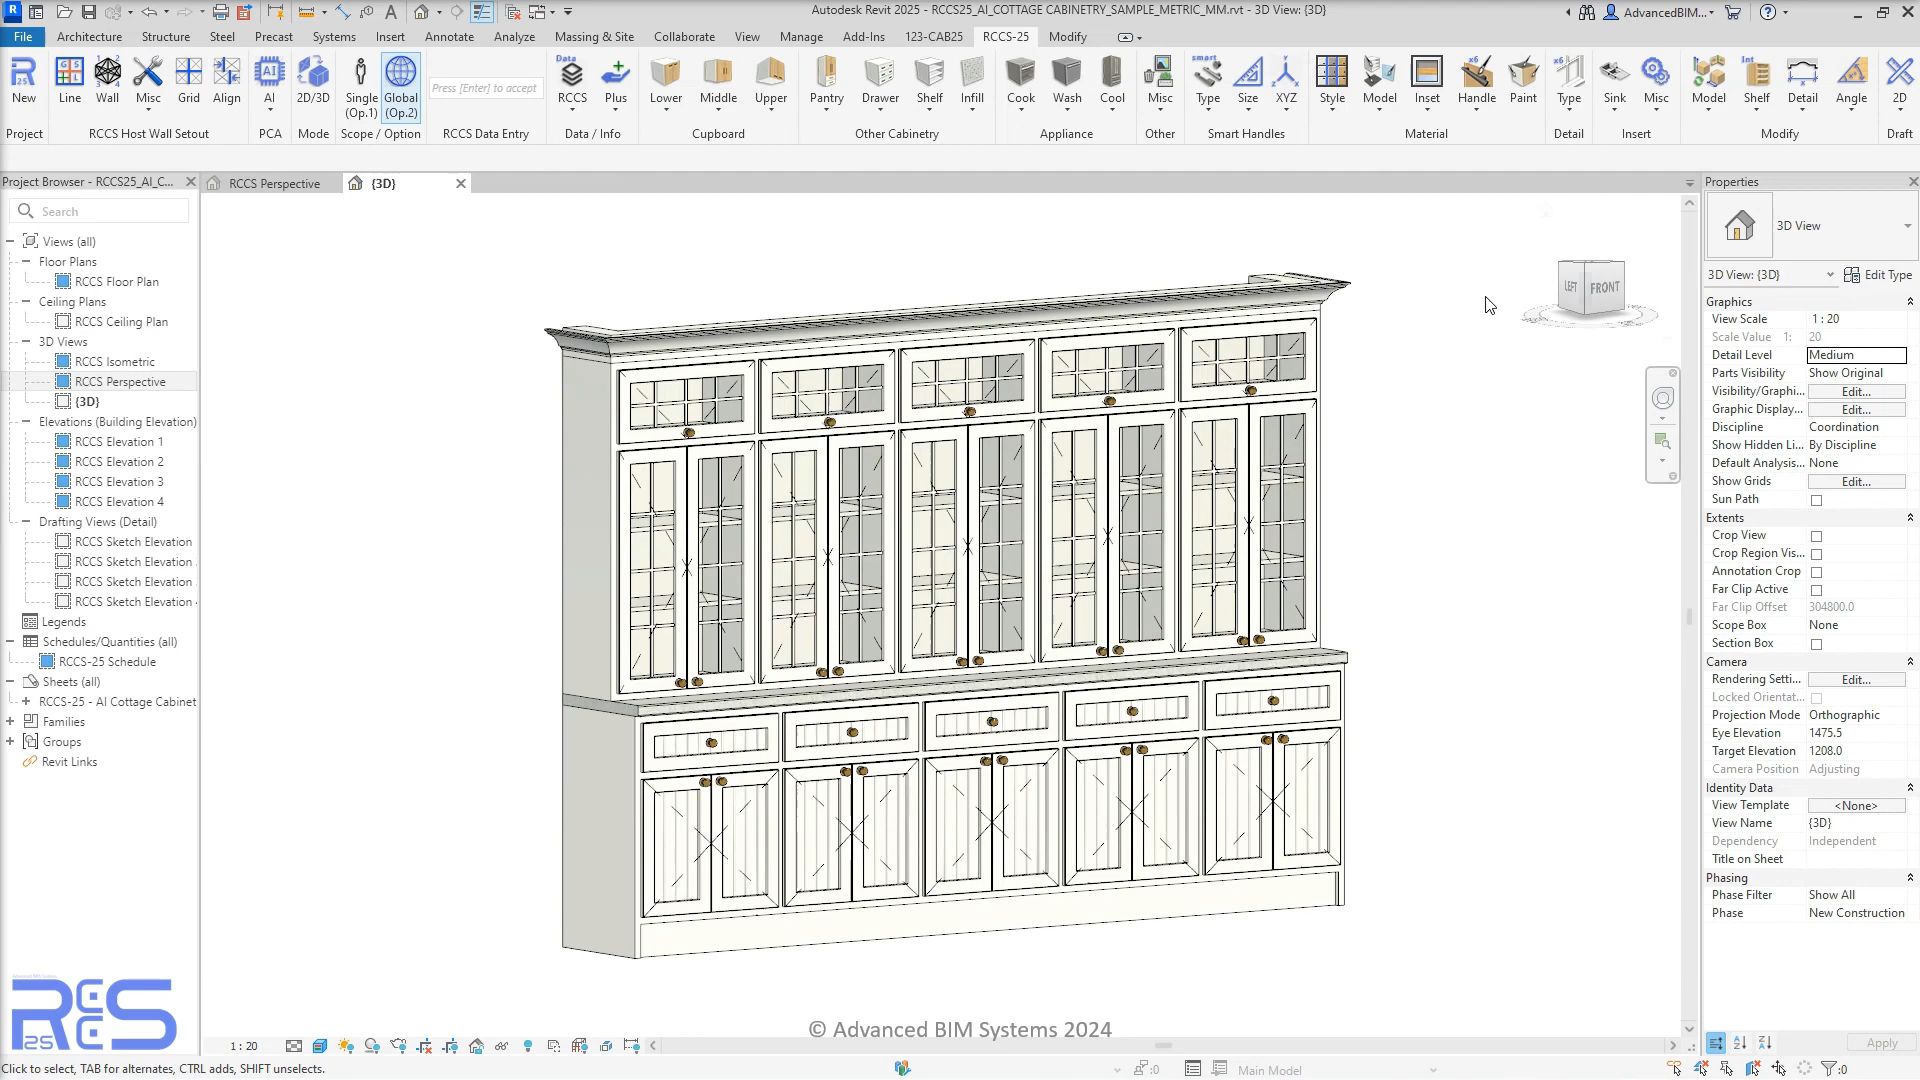 Autodesk Revit 2025 - RCCS25_AI_COTTAGE CABINETRY_SAMPLE_METRIC_MM.rvt - 3D View: {3D}
AdvancedBIM...
File Architecture Structure Steel Precast Systems Insert Annotate Analyze Massing & Site Collaborate View Manage Add-Ins 123-CAB25 RCCS-25 Modify
New Line Wall Misc Grid Align AI 2D/3D Single (Op.1) Global (Op.2) Press [Enter] to accept RCCS Plus Lower Middle Upper Pantry Drawer Shelf Infill Cook Wash Cool Misc Type Size XYZ Style Model Inset Handle Paint Type Sink Misc Model Shelf Detail Angle 2D
Project RCCS Host Wall Setout PCA Mode Scope / Option RCCS Data Entry Data / Info Cupboard Other Cabinetry Appliance Other Smart Handles Material Detail Insert Modify Draft
Project Browser - RCCS25_AI_C...
RCCS Perspective
{3D}
Search
Views (all)
Floor Plans
RCCS Floor Plan
Ceiling Plans
RCCS Ceiling Plan
3D Views
RCCS Isometric
RCCS Perspective
{3D}
Elevations (Building Elevation)
RCCS Elevation 1
RCCS Elevation 2
RCCS Elevation 3
RCCS Elevation 4
Drafting Views (Detail)
RCCS Sketch Elevation
RCCS Sketch Elevation
RCCS Sketch Elevation
RCCS Sketch Elevation
Legends
Schedules/Quantities (all)
RCCS-25 Schedule
Sheets (all)
RCCS-25 - AI Cottage Cabinet
Families
Groups
Revit Links
LEFT FRONT
Properties
3D View
3D View: {3D} Edit Type
Graphics
View Scale 1 : 20
Scale Value 1: 20
Detail Level Medium
Parts Visibility Show Original
Visibility/Graphi... Edit...
Graphic Display... Edit...
Discipline Coordination
Show Hidden Li... By Discipline
Default Analysis... None
Show Grids Edit...
Sun Path
Extents
Crop View
Crop Region Vis...
Annotation Crop
Far Clip Active
Far Clip Offset 304800.0
Scope Box None
Section Box
Camera
Rendering Setti... Edit...
Locked Orientat...
Projection Mode Orthographic
Eye Elevation 1475.5
Target Elevation 1208.0
Camera Position Adjusting
Identity Data
View Template <None>
View Name {3D}
Dependency Independent
Title on Sheet
Phasing
Phase Filter Show All
Phase New Construction
Apply
RCCS 25
© Advanced BIM Systems 2024
1 : 20
Click to select, TAB for alternates, CTRL adds, SHIFT unselects.
:0
Main Model
:0